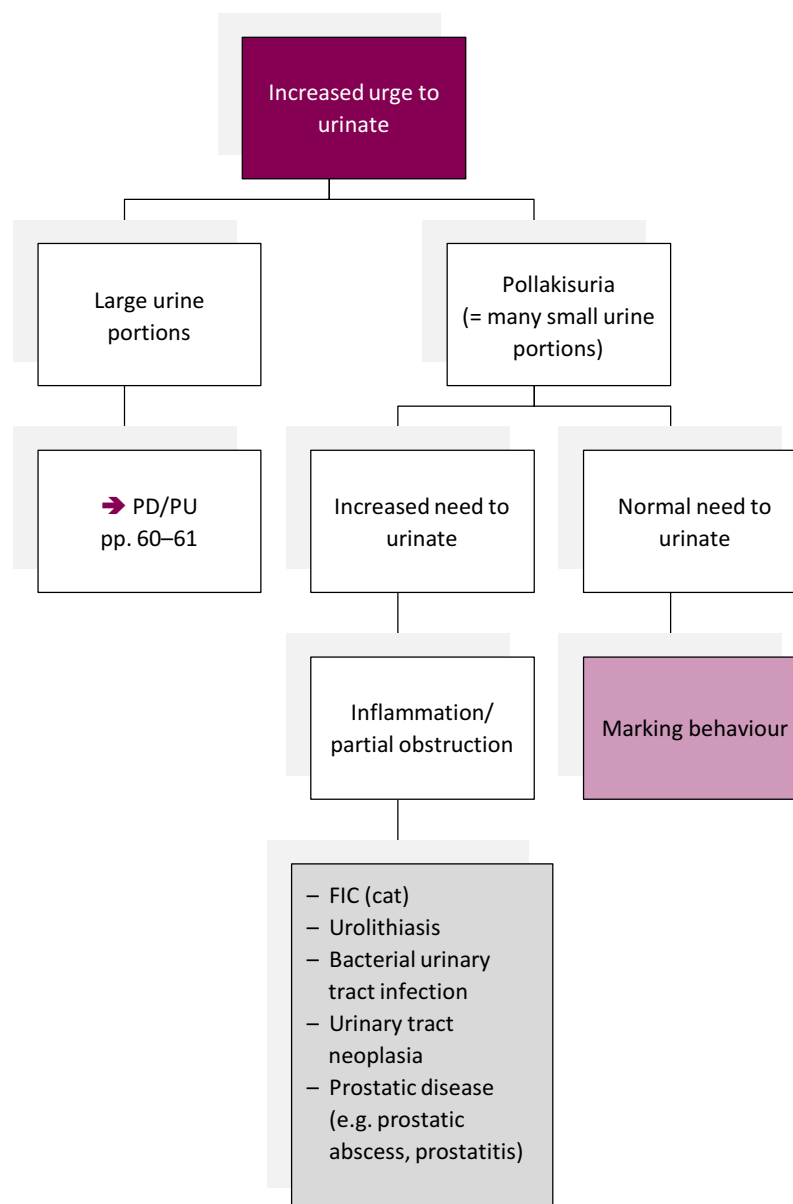 Increased urge to
urinate
Large urine
portions
Pollakisuria
(= many small urine
portions)
➔ PD/PU
pp. 60–61
Increased need to
urinate
Normal need to
urinate
Inflammation/
partial obstruction
Marking behaviour
– FIC (cat)
– Urolithiasis
– Bacterial urinary
tract infection
– Urinary tract
neoplasia
– Prostatic disease
(e.g. prostatic
abscess, prostatitis)